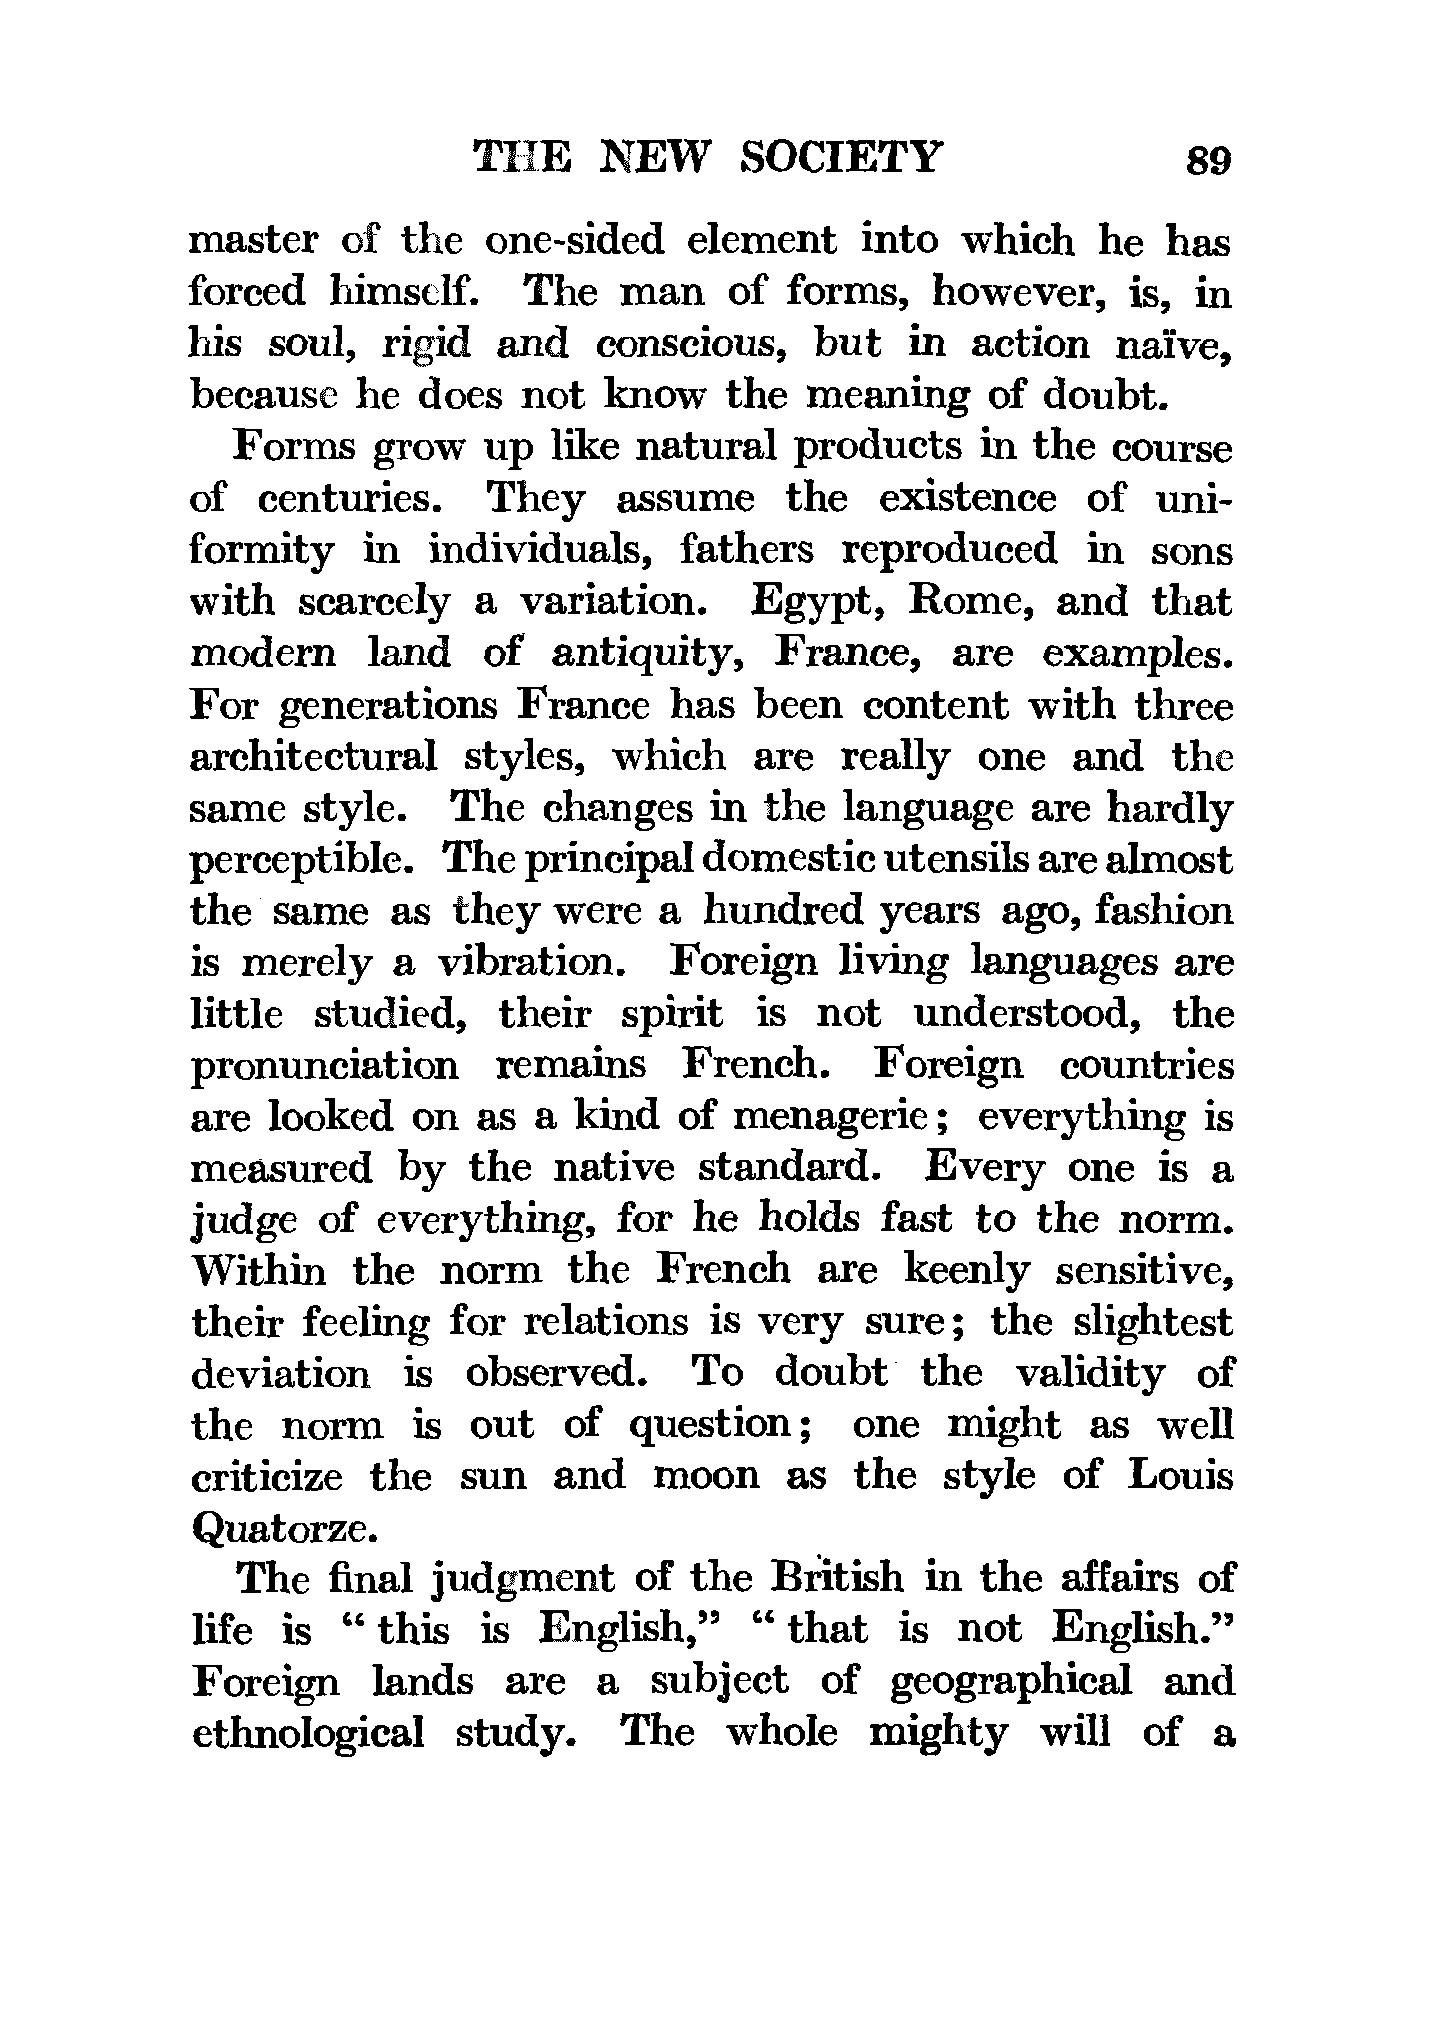 THE NEW SOCIETY 89
master of the one-sided element into which he has
forced himself. The man of forms, however, is, in
his soul, rigid and conscious, but in action naïve,
because he does not know the meaning of doubt.
Forms grow up like natural products in the course
of centuries. They assume the existence of uni-
formity in individuals, fathers reproduced in sons
with scarcely a variation. Egypt, Rome, and that
modern land of antiquity, France, are examples.
For generations France has been content with three
architectural styles, which are really one and the
same style. The changes in the language are hardly
perceptible. The principal domestic utensils are almost
the same as they were a hundred years ago, fashion
is merely a vibration. Foreign living languages are
little studied, their spirit is not understood, the
pronunciation remains French. Foreign countries
are looked on as a kind of menagerie; everything is
measured by the native standard. Every one is a
judge of everything, for he holds fast to the norm.
Within the norm the French are keenly sensitive,
their feeling for relations is very sure; the slightest
deviation is observed. To doubt the validity of
the norm is out of question; one might as well
criticize the sun and moon as the style of Louis
Quatorze.
The final judgment of the British in the affairs of
life is “ this is English,” “ that is not English.”
Foreign lands are a subject of geographical and
ethnological study. The whole mighty will of a